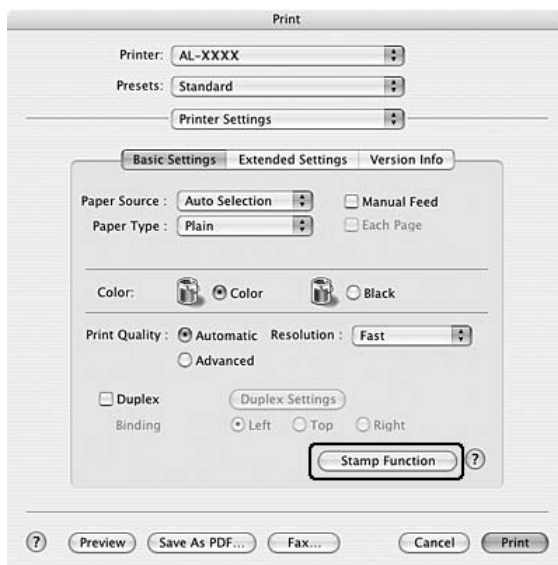 Print
Printer: AL-XXXX
Presets: Standard
Printer Settings
Basic Settings Extended Settings Version Info
Paper Source : Auto Selection Manual Feed
Paper Type : Plain Each Page
Color: Color Black
Print Quality : Automatic Resolution : Fast
Advanced
Duplex Duplex Settings
Binding Left Top Right
Stamp Function ?
? Preview Save As PDF... Fax... Cancel Print